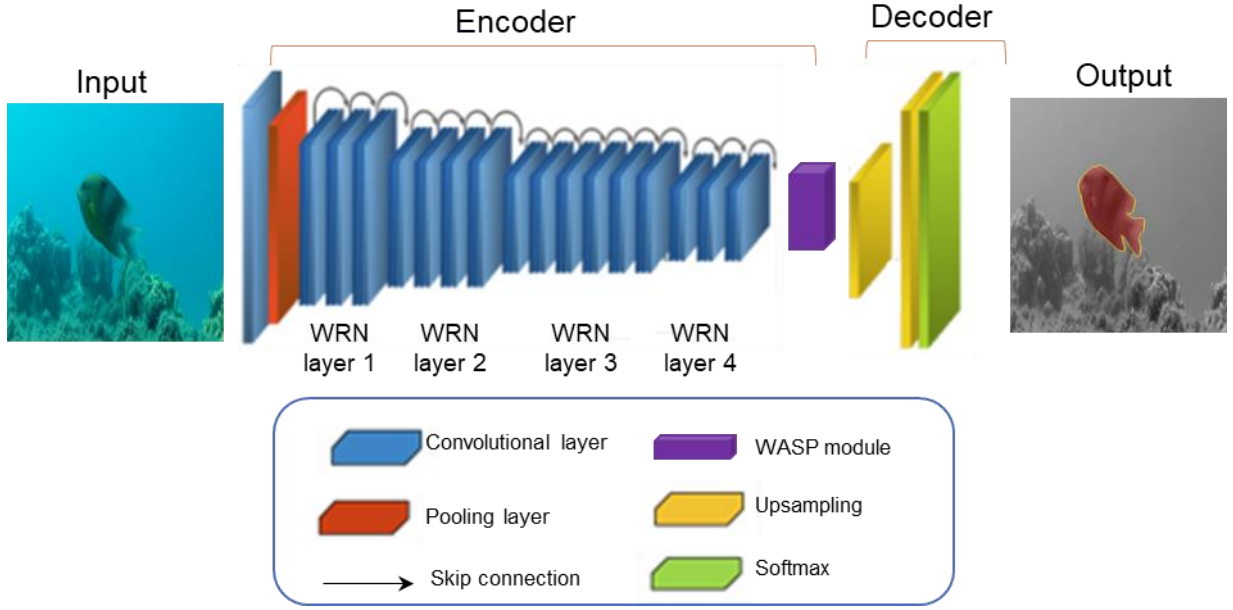 Encoder
Decoder
Input
Output
WRN
layer 1
WRN
layer 2
WRN
layer 3
WRN
layer 4
Convolutional layer
WASP module
Pooling layer
Upsampling
Skip connection
Softmax